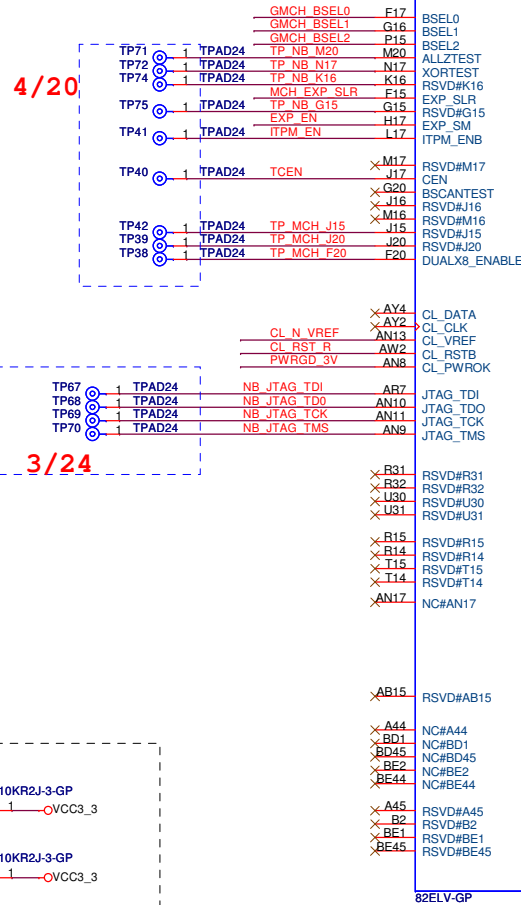 GMCH_BSEL0 F17 BSEL0
GMCH_BSEL1 G16 BSEL1
GMCH_BSEL2 P15 BSEL2
4/20
TP71 1 TPAD24 TP_NB_M20 M20 ALLZTEST
TP72 1 TPAD24 TP_NB_N17 N17 XORTEST
TP74 1 TPAD24 TP_NB_K16 K16 RSVD#K16
MCH_EXP_SLR F15 EXP_SLR
TP75 1 TPAD24 TP_NB_G15 G15 RSVD#G15
EXP_EN H17 EXP_SM
TP41 1 TPAD24 ITPM_EN L17 ITPM_ENB
M17 RSVD#M17
TP40 1 TPAD24 TCEN J17 CEN
G20 BSCANTEST
J16 RSVD#J16
M16 RSVD#M16
TP42 1 TPAD24 TP_MCH_J15 J15 RSVD#J15
TP39 1 TPAD24 TP_MCH_J20 J20 RSVD#J20
TP38 1 TPAD24 TP_MCH_F20 F20 DUALX8_ENABLE
AY4 CL_DATA
AY2 CL_CLK
CL_N_VREF AN13 CL_VREF
CL_RST_R AW2 CL_RSTB
PWRGD_3V AN8 CL_PWROK
TP67 1 TPAD24 NB_JTAG_TDI AR7 JTAG_TDI
TP68 1 TPAD24 NB_JTAG_TD0 AN10 JTAG_TDO
TP69 1 TPAD24 NB_JTAG_TCK AN11 JTAG_TCK
TP70 1 TPAD24 NB_JTAG_TMS AN9 JTAG_TMS
3/24
R31 RSVD#R31
R32 RSVD#R32
U30 RSVD#U30
U31 RSVD#U31
R15 RSVD#R15
R14 RSVD#R14
T15 RSVD#T15
T14 RSVD#T14
AN17 NC#AN17
AB15 RSVD#AB15
A44 NC#A44
BD1 NC#BD1
BD45 NC#BD45
BE2 NC#BE2
BE44 NC#BE44
10KR2J-3-GP
1 VCC3_3
A45 RSVD#A45
B2 RSVD#B2
BE1 RSVD#BE1
BE45 RSVD#BE45
10KR2J-3-GP
1 VCC3_3
82ELV-GP